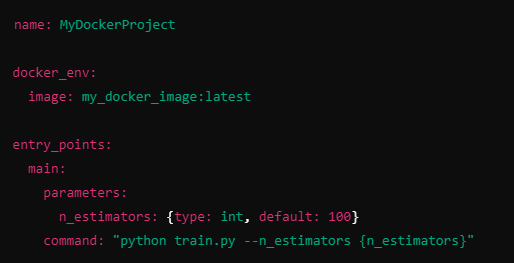 name: MyDockerProject
docker_env:
  image: my_docker_image:latest
entry_points:
  main:
    parameters:
      n_estimators: {type: int, default: 100}
    command: "python train.py --n_estimators {n_estimators}"